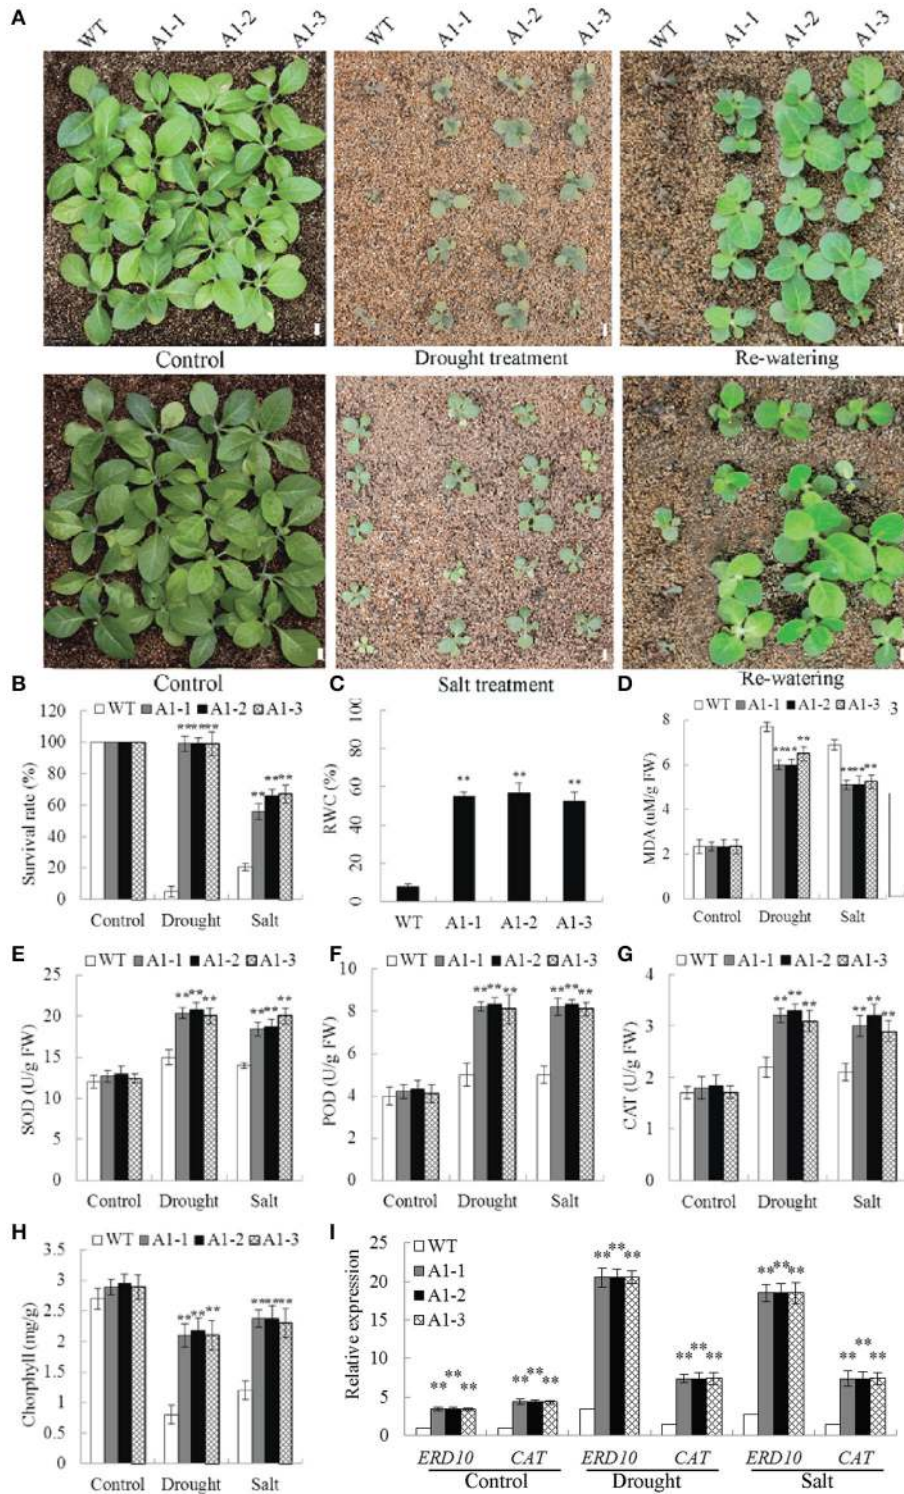 A
WT A1-1 A1-2 A1-3 WT A1-1 A1-2 A1-3 WT A1-1 A1-2 A1-3
Control Drought treatment Re-watering
Control Salt treatment Re-watering
B
WT A1-1 A1-2 A1-3
Survival rate (%)
120
100
80
60
40
20
0
** ** ** ** ** **
Control Drought Salt
C
RWC (%)
100
80
60
40
20
0
** ** **
WT A1-1 A1-2 A1-3
D
WT A1-1 A1-2 A1-3 3
MDA (uM/g FW)
8
6
4
2
0
** ** ** ** ** **
Control Drought Salt
E
WT A1-1 A1-2 A1-3
SOD (U/g FW)
25
20
15
10
5
0
** ** ** ** ** **
Control Drought Salt
F
WT A1-1 A1-2 A1-3
POD (U/g FW)
8
6
4
2
0
** ** ** ** ** **
Control Drought Salt
G
WT A1-1 A1-2 A1-3
CAT (U/g FW)
4
3
2
1
0
** ** ** ** ** **
Control Drought Salt
H
WT A1-1 A1-2 A1-3
Chorphyll (mg/g)
3.5
3
2.5
2
1.5
1
0.5
0
** ** ** ** ** **
Control Drought Salt
I
WT
A1-1
A1-2
A1-3
Relative expression
25
20
15
10
5
0
** ** ** ** ** ** ** ** ** ** ** ** ** ** ** ** ** **
ERD10 CAT ERD10 CAT ERD10 CAT
Control Drought Salt